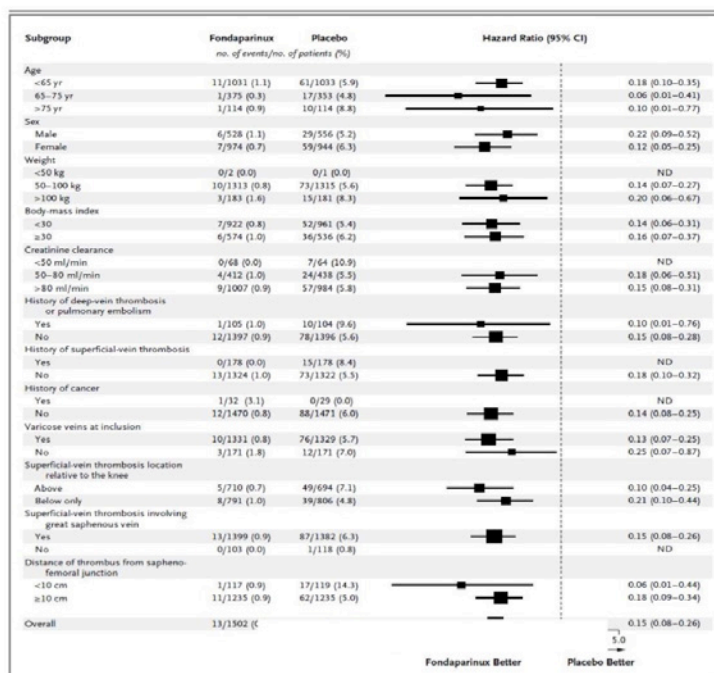 Subgroup Fondaparinux Placebo Hazard Ratio (95% CI)
no. of events/no. of patients (%)
Age
<65 yr 11/1031 (1.1) 61/1033 (5.9) 0.18 (0.10–0.35)
65–75 yr 1/375 (0.3) 17/353 (4.8) 0.06 (0.01–0.41)
>75 yr 1/114 (0.9) 10/114 (8.8) 0.10 (0.01–0.77)
Sex
Male 6/528 (1.1) 29/556 (5.2) 0.22 (0.09–0.52)
Female 7/974 (0.7) 59/944 (6.3) 0.12 (0.05–0.25)
Weight
<50 kg 0/2 (0.0) 0/1 (0.0) ND
50–100 kg 10/1313 (0.8) 73/1315 (5.6) 0.14 (0.07–0.27)
>100 kg 3/183 (1.6) 15/181 (8.3) 0.20 (0.06–0.67)
Body-mass index
<30 7/922 (0.8) 52/961 (5.4) 0.14 (0.06–0.31)
≥30 6/574 (1.0) 36/536 (6.2) 0.16 (0.07–0.37)
Creatinine clearance
<50 ml/min 0/68 (0.0) 7/64 (10.9) ND
50–80 ml/min 4/412 (1.0) 24/438 (5.5) 0.18 (0.06–0.51)
>80 ml/min 9/1007 (0.9) 57/984 (5.8) 0.15 (0.08–0.31)
History of deep-vein thrombosis
or pulmonary embolism
Yes 1/105 (1.0) 10/104 (9.6) 0.10 (0.01–0.76)
No 12/1397 (0.9) 78/1396 (5.6) 0.15 (0.08–0.28)
History of superficial-vein thrombosis
Yes 0/178 (0.0) 15/178 (8.4) ND
No 13/1324 (1.0) 73/1322 (5.5) 0.18 (0.10–0.32)
History of cancer
Yes 1/32 (3.1) 0/29 (0.0) ND
No 12/1470 (0.8) 88/1471 (6.0) 0.14 (0.08–0.25)
Varicose veins at inclusion
Yes 10/1331 (0.8) 76/1329 (5.7) 0.13 (0.07–0.25)
No 3/171 (1.8) 12/171 (7.0) 0.25 (0.07–0.87)
Superficial-vein thrombosis location
relative to the knee
Above 5/710 (0.7) 49/694 (7.1) 0.10 (0.04–0.25)
Below only 8/791 (1.0) 39/806 (4.8) 0.21 (0.10–0.44)
Superficial-vein thrombosis involving
great saphenous vein
Yes 13/1399 (0.9) 87/1382 (6.3) 0.15 (0.08–0.26)
No 0/103 (0.0) 1/118 (0.8) ND
Distance of thrombus from sapheno-
femoral junction
<10 cm 1/117 (0.9) 17/119 (14.3) 0.06 (0.01–0.44)
≥10 cm 11/1235 (0.9) 62/1235 (5.0) 0.18 (0.09–0.34)
Overall 13/1502 0.15 (0.08–0.26)
5.0
Fondaparinux Better Placebo Better